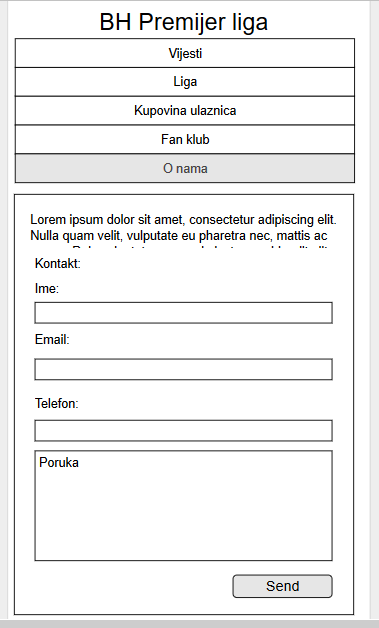 BH Premijer liga
Vijesti
Liga
Kupovina ulaznica
Fan klub
O nama
Lorem ipsum dolor sit amet, consectetur adipiscing elit.
Nulla quam velit, vulputate eu pharetra nec, mattis ac
Kontakt:
Ime:
Email:
Telefon:
Poruka
Send